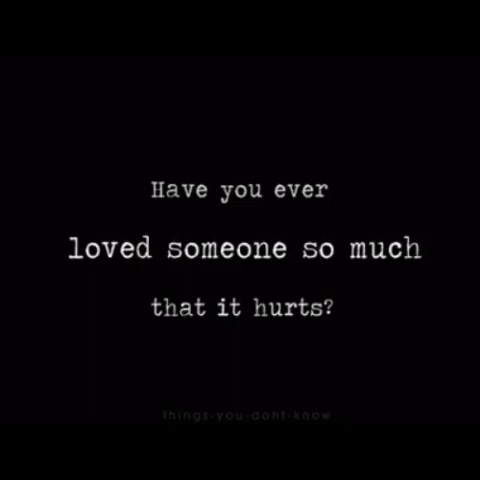 Have you ever
loved someone so much
that it hurts?
things-you-dont-know